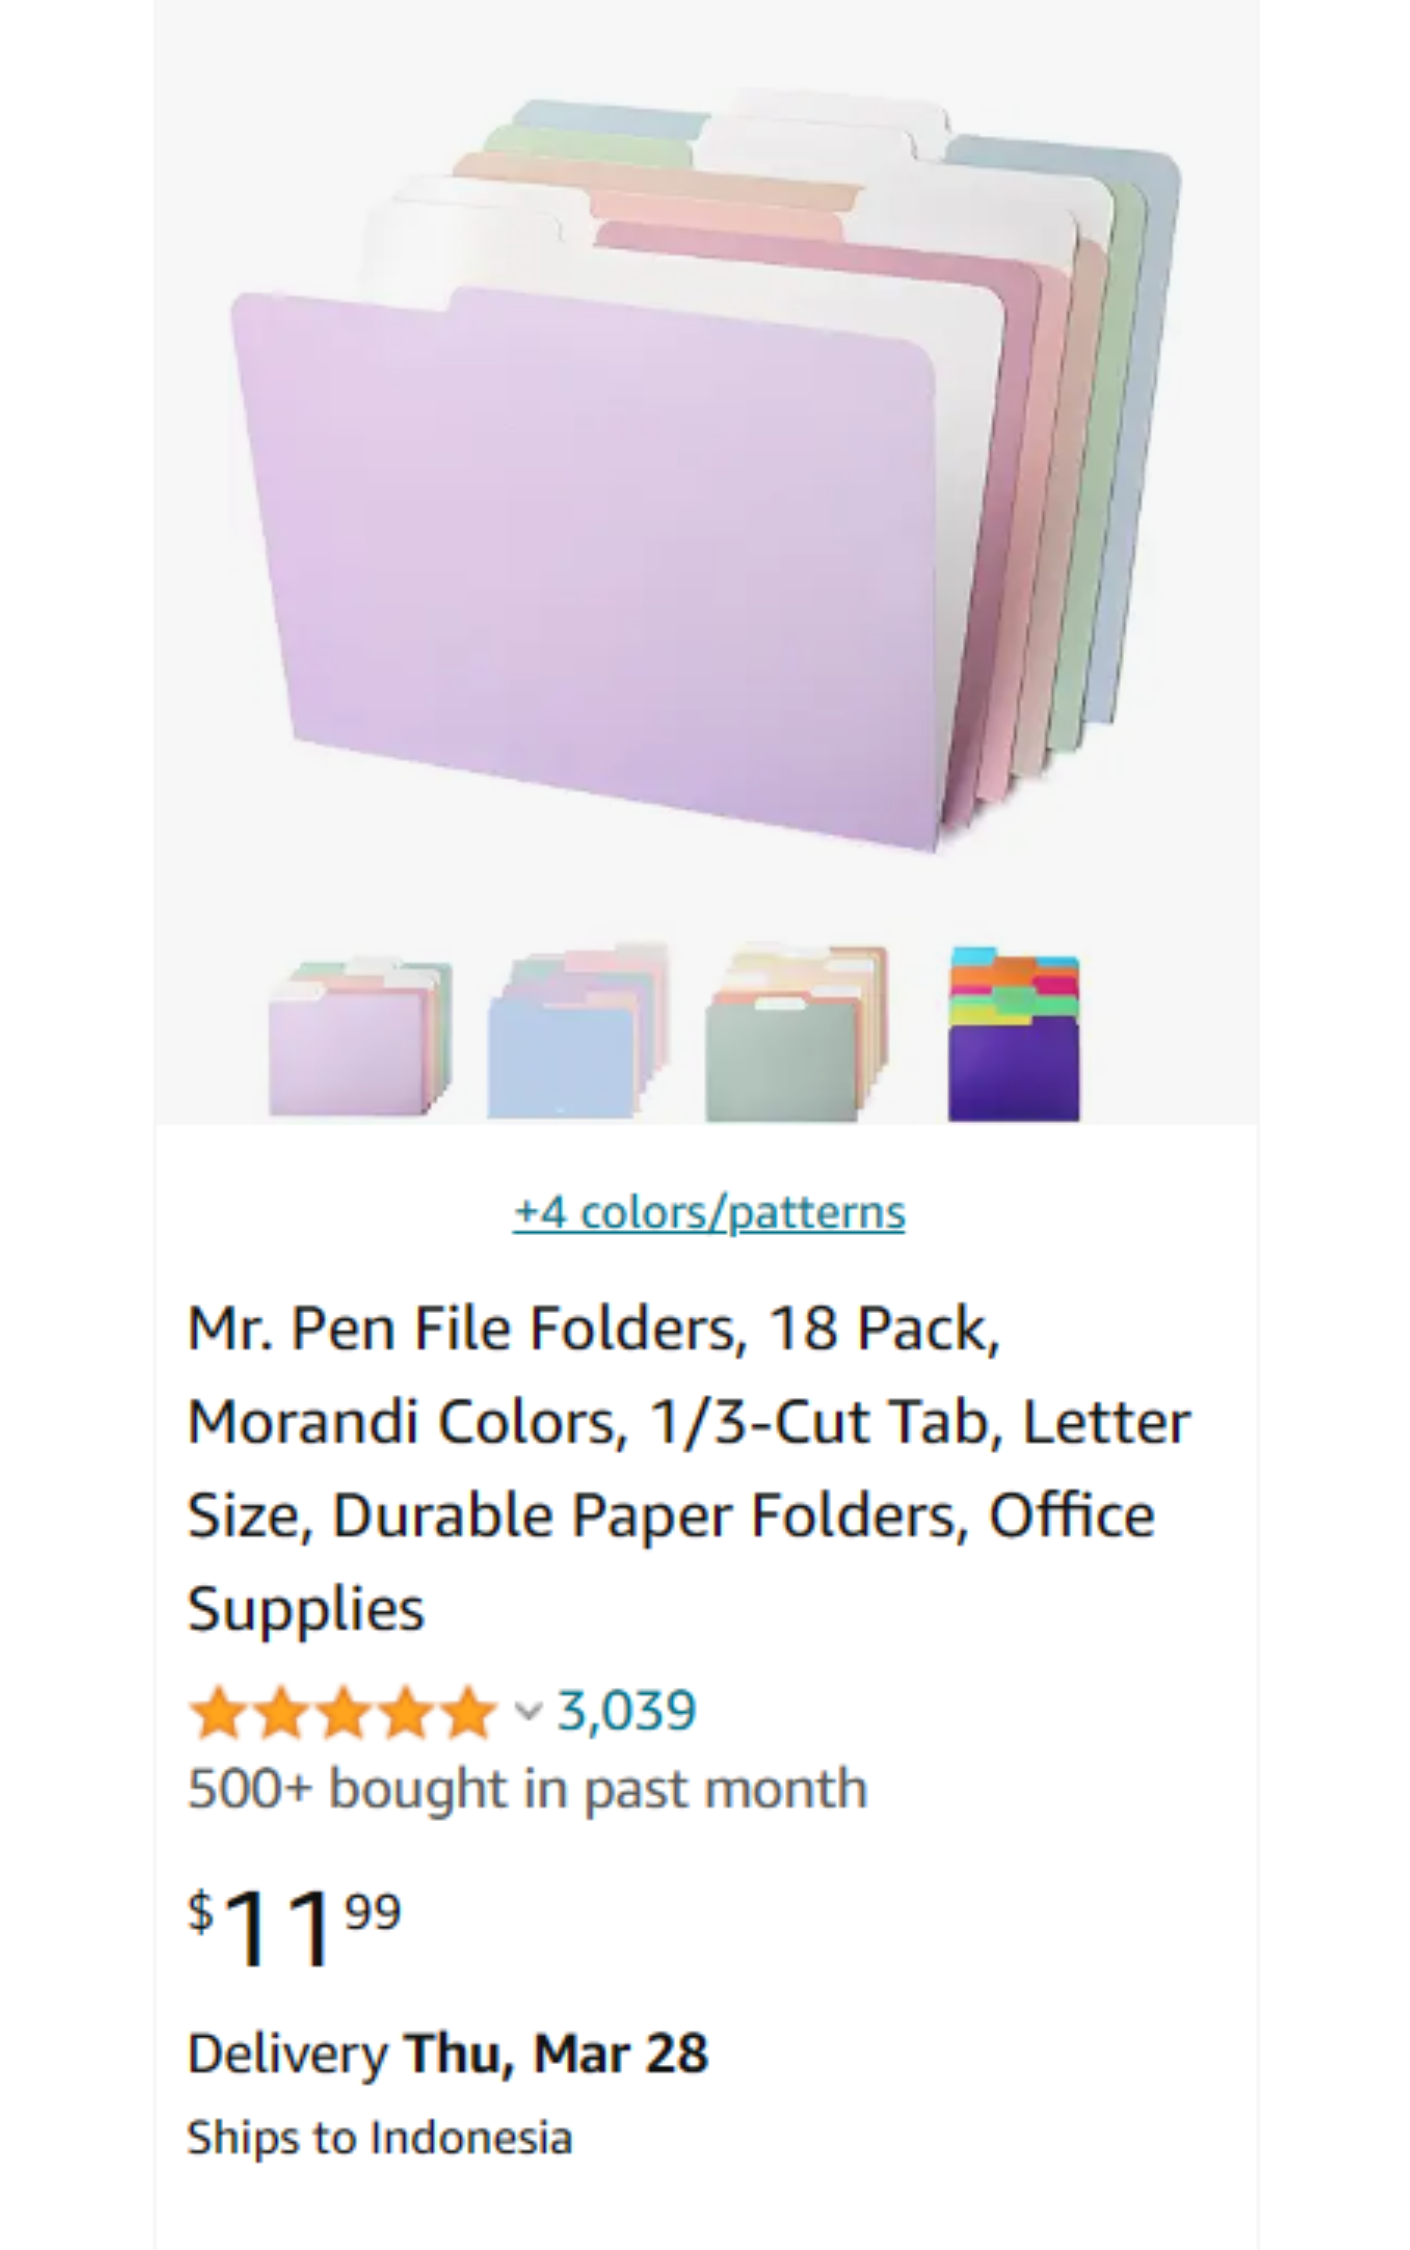 +4 colors/patterns
Mr. Pen File Folders, 18 Pack,
Morandi Colors, 1/3-Cut Tab, Letter
Size, Durable Paper Folders, Office
Supplies
3,039
500+ bought in past month
$11 99
Delivery Thu, Mar 28
Ships to Indonesia